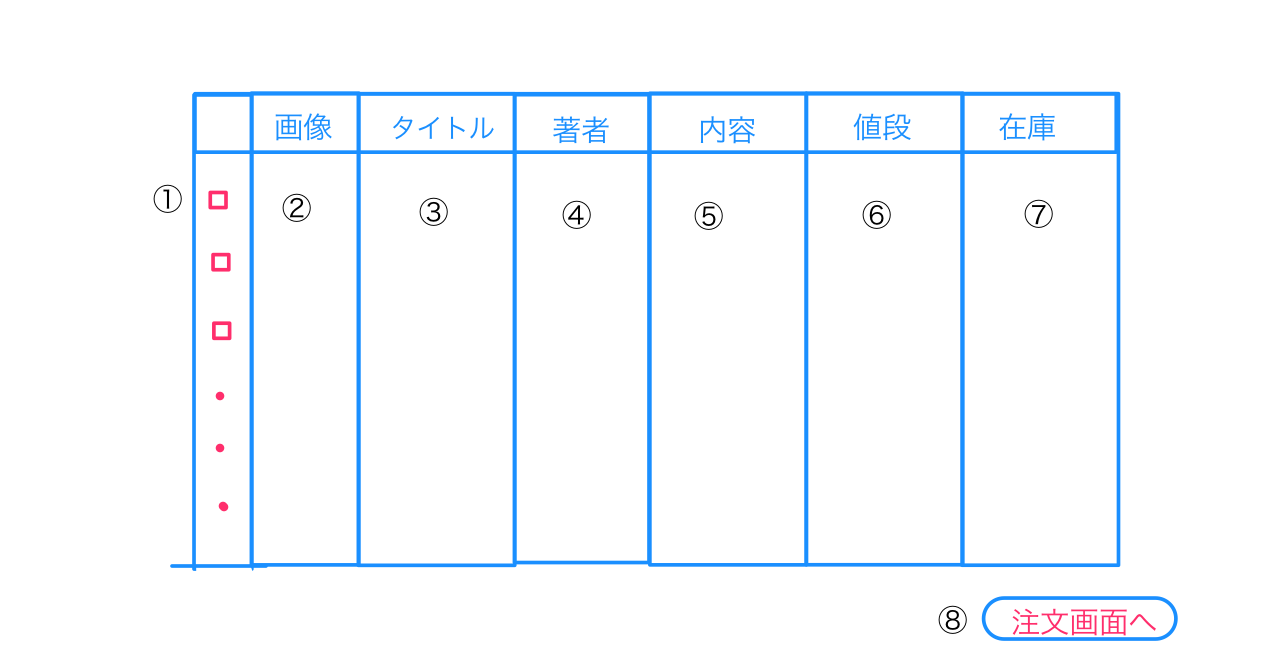 画像 タイトル 著者 内容 値段 在庫
① ② ③ ④ ⑤ ⑥ ⑦
⑧ 注文画面へ